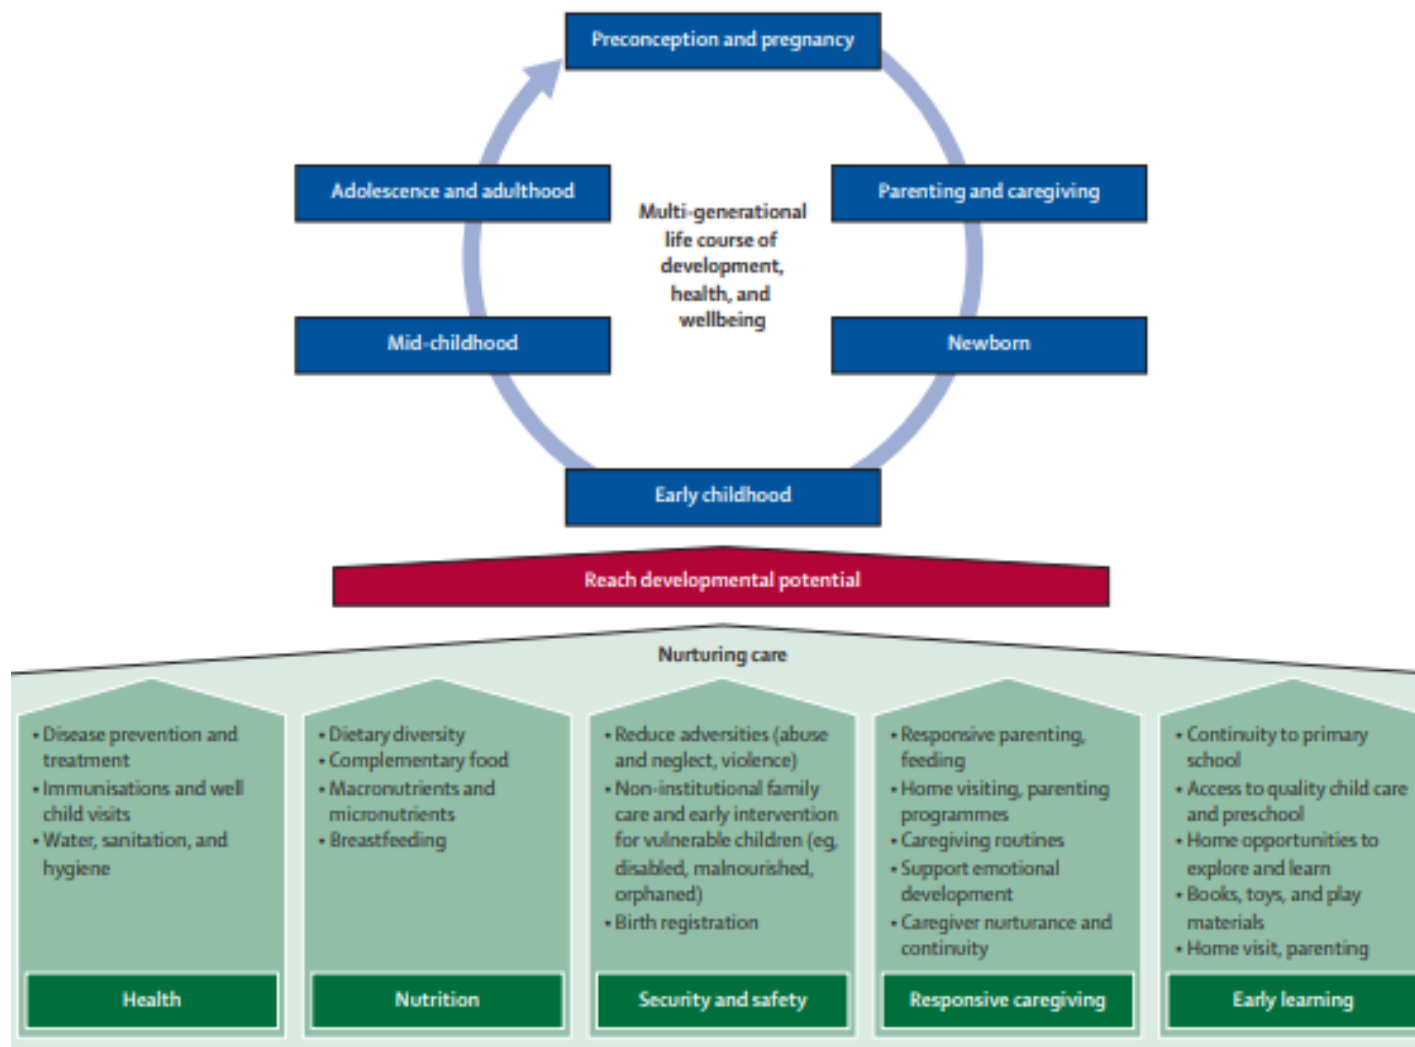 Preconception and pregnancy
Adolescence and adulthood
Parenting and caregiving
Multi-generational
life course of
development,
health, and
wellbeing
Mid-childhood
Newborn
Early childhood
Reach developmental potential
Nurturing care
• Disease prevention and
treatment
• Immunisations and well
child visits
• Water, sanitation, and
hygiene
Health
• Dietary diversity
• Complementary food
• Macronutrients and
micronutrients
• Breastfeeding
Nutrition
• Reduce adversities (abuse
and neglect, violence)
• Non-institutional family
care and early intervention
for vulnerable children (eg,
disabled, malnourished,
orphaned)
• Birth registration
Security and safety
• Responsive parenting,
feeding
• Home visiting, parenting
programmes
• Caregiving routines
• Support emotional
development
• Caregiver nurturance and
continuity
Responsive caregiving
• Continuity to primary
school
• Access to quality child care
and preschool
• Home opportunities to
explore and learn
• Books, toys, and play
materials
• Home visit, parenting
Early learning